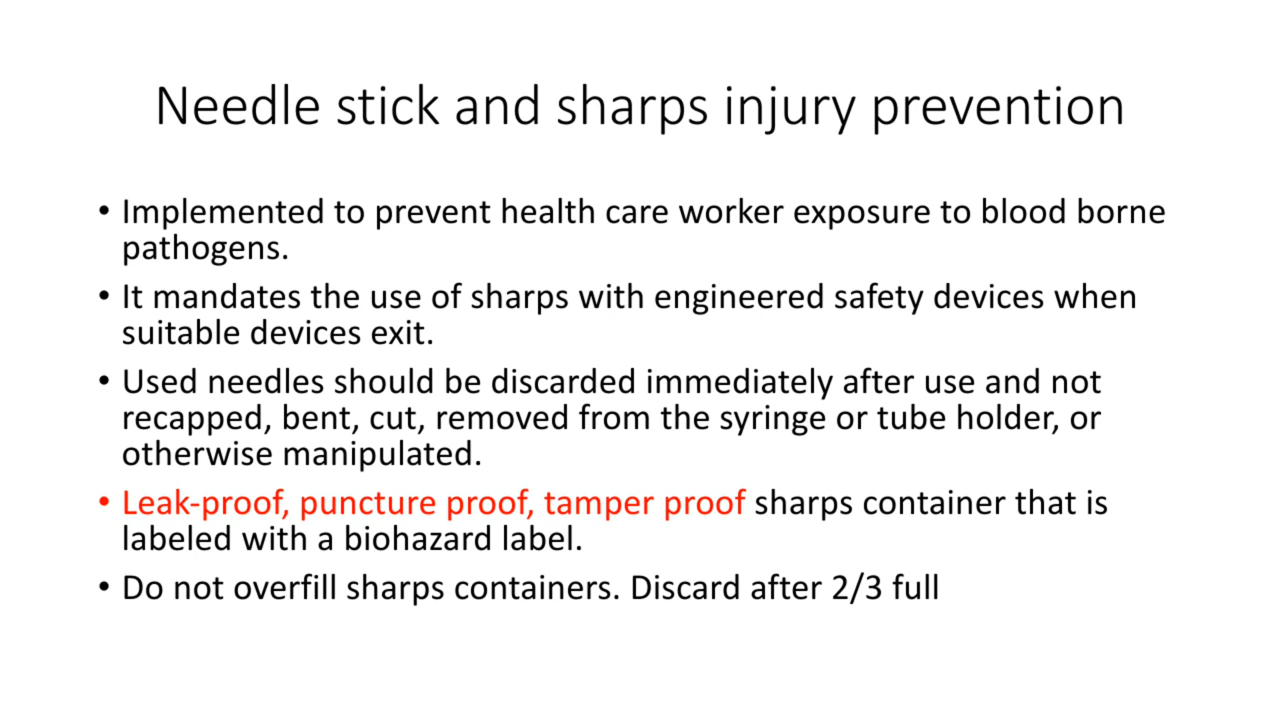 Needle stick and sharps injury prevention
• Implemented to prevent health care worker exposure to blood borne
pathogens.
• It mandates the use of sharps with engineered safety devices when
suitable devices exit.
• Used needles should be discarded immediately after use and not
recapped, bent, cut, removed from the syringe or tube holder, or
otherwise manipulated.
• Leak-proof, puncture proof, tamper proof sharps container that is
labeled with a biohazard label.
• Do not overfill sharps containers. Discard after 2/3 full